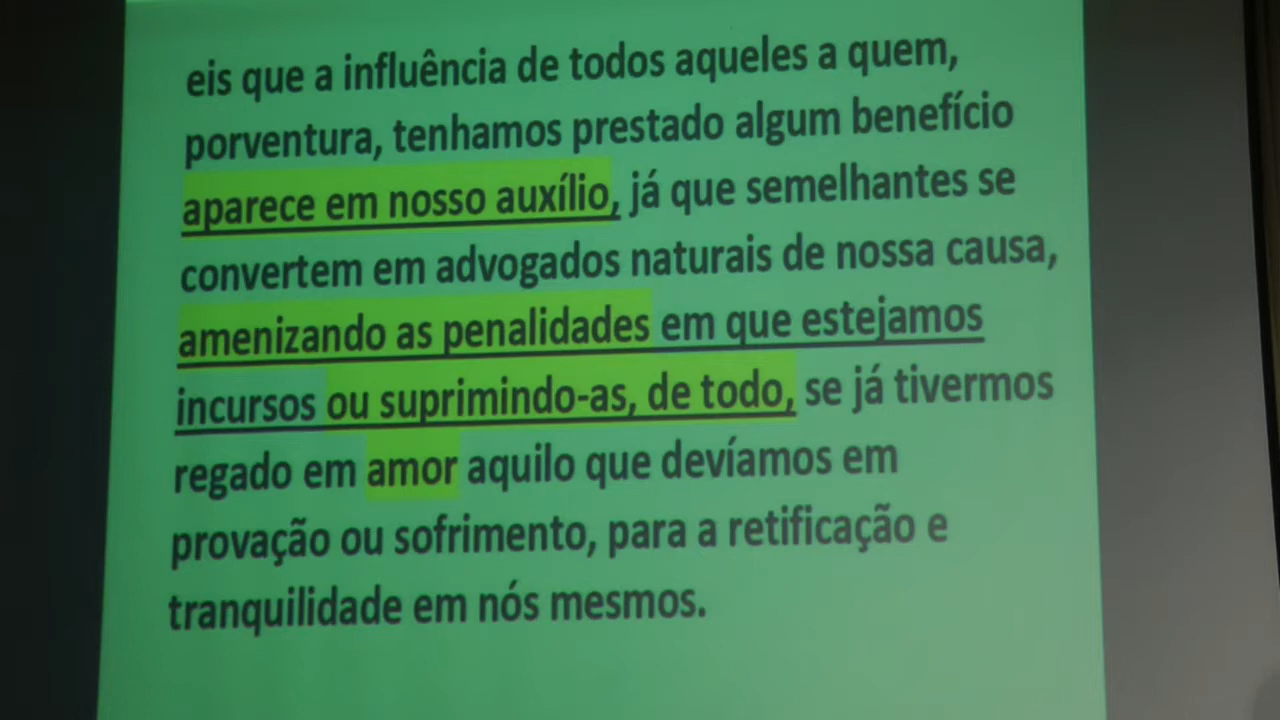 eis que a influência de todos aqueles a quem,
porventura, tenhamos prestado algum benefício
aparece em nosso auxílio, já que semelhantes se
convertem em advogados naturais de nossa causa,
amenizando as penalidades em que estejamos
incursos ou suprimindo-as, de todo, se já tivermos
regado em amor aquilo que devíamos em
provação ou sofrimento, para a retificação e
tranquilidade em nós mesmos.